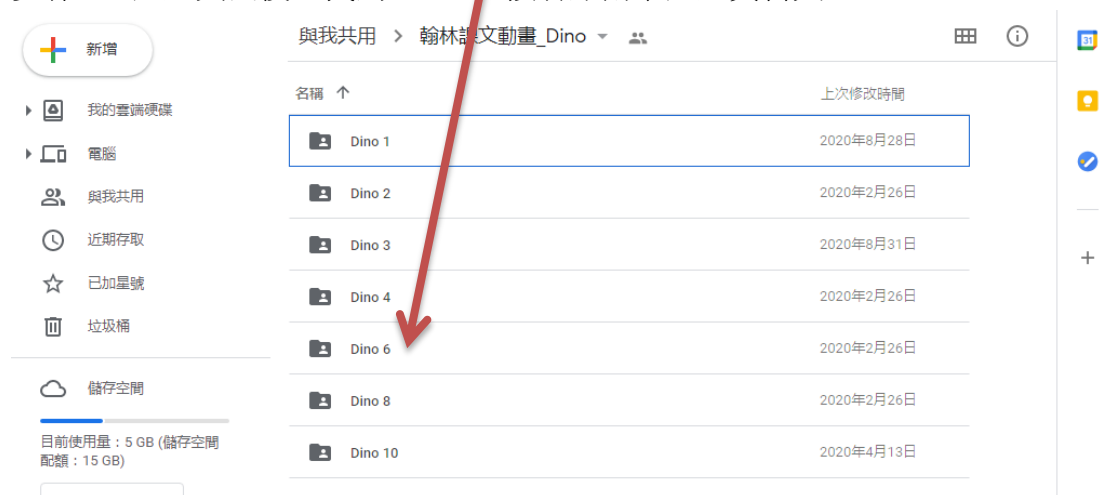 新增
我的雲端硬碟
電腦
與我共用
近期存取
已加星號
垃圾桶
儲存空間
目前使用量：5 GB (儲存空間
配額：15 GB)
與我共用 > 翰林課文動畫_Dino
名稱 ↑ 上次修改時間
Dino 1 2020年8月28日
Dino 2 2020年2月26日
Dino 3 2020年8月31日
Dino 4 2020年2月26日
Dino 6 2020年2月26日
Dino 8 2020年2月26日
Dino 10 2020年4月13日
31